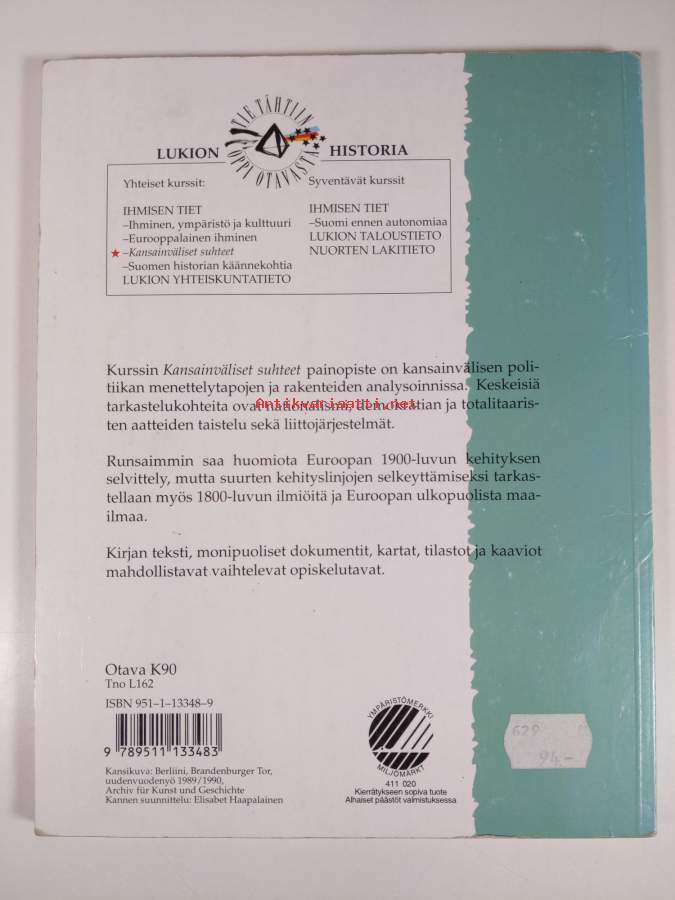 TIE TÄHTIIN
OPPI OTAVASTA
LUKION HISTORIA
Yhteiset kurssit:
IHMISEN TIET
–Ihminen, ympäristö ja kulttuuri
–Eurooppalainen ihminen
★ –Kansainväliset suhteet
–Suomen historian käännekohtia
LUKION YHTEISKUNTATIETO
Syventävät kurssit
IHMISEN TIET
–Suomi ennen autonomiaa
LUKION TALOUSTIETO
NUORTEN LAKITIETO
Kurssin Kansainväliset suhteet painopiste on kansainvälisen poli-
tiikan menettelytapojen ja rakenteiden analysoinnissa. Keskeisiä
tarkastelukohteita ovat nationalismi, demokratian ja totalitaaris-
Antikvariaatti.net
ten aatteiden taistelu sekä liittojärjestelmät.
Runsaimmin saa huomiota Euroopan 1900-luvun kehityksen
selvittely, mutta suurten kehityslinjojen selkeyttämiseksi tarkas-
tellaan myös 1800-luvun ilmiöitä ja Euroopan ulkopuolista maa-
ilmaa.
Kirjan teksti, monipuoliset dokumentit, kartat, tilastot ja kaaviot
mahdollistavat vaihtelevat opiskelutavat.
Otava K90
Tno L162
ISBN 951–1–13348–9
9 789511 133483
Kansikuva: Berliini, Brandenburger Tor,
uudenvuodenyö 1989/1990,
Archiv für Kunst und Geschichte
Kannen suunnittelu: Elisabet Haapalainen
YMPÄRISTÖMERKKI
MILJÖMÄRKT
411 020
Kierrätykseen sopiva tuote
Alhaiset päästöt valmistuksessa
629
94–